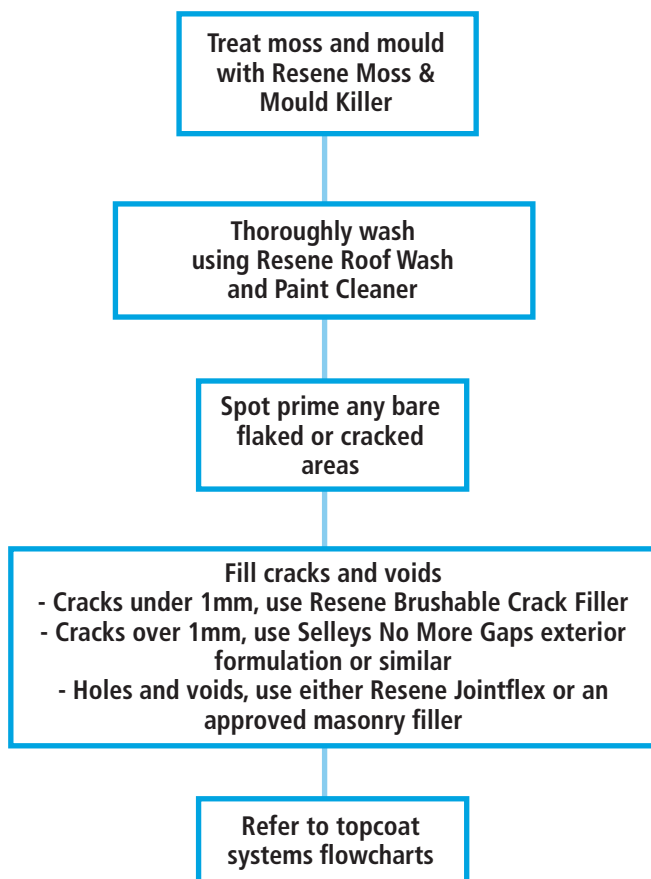 Treat moss and mould
with Resene Moss &
Mould Killer
Thoroughly wash
using Resene Roof Wash
and Paint Cleaner
Spot prime any bare
flaked or cracked
areas
Fill cracks and voids
- Cracks under 1mm, use Resene Brushable Crack Filler
- Cracks over 1mm, use Selleys No More Gaps exterior
formulation or similar
- Holes and voids, use either Resene Jointflex or an
approved masonry filler
Refer to topcoat
systems flowcharts